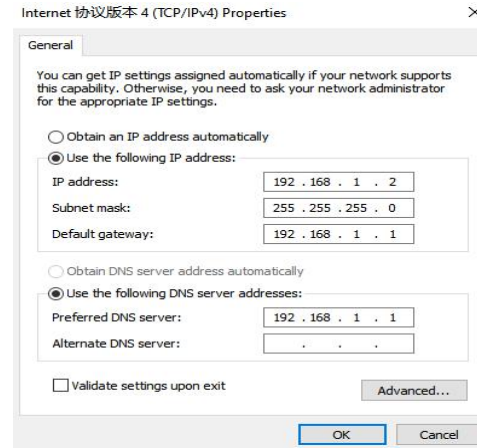 Internet 协议版本 4 (TCP/IPv4) Properties
General
You can get IP settings assigned automatically if your network supports
this capability. Otherwise, you need to ask your network administrator
for the appropriate IP settings.
Obtain an IP address automatically
Use the following IP address:
IP address: 192 . 168 . 1 . 2
Subnet mask: 255 . 255 . 255 . 0
Default gateway: 192 . 168 . 1 . 1
Obtain DNS server address automatically
Use the following DNS server addresses:
Preferred DNS server: 192 . 168 . 1 . 1
Alternate DNS server: . . .
Validate settings upon exit
Advanced...
OK Cancel